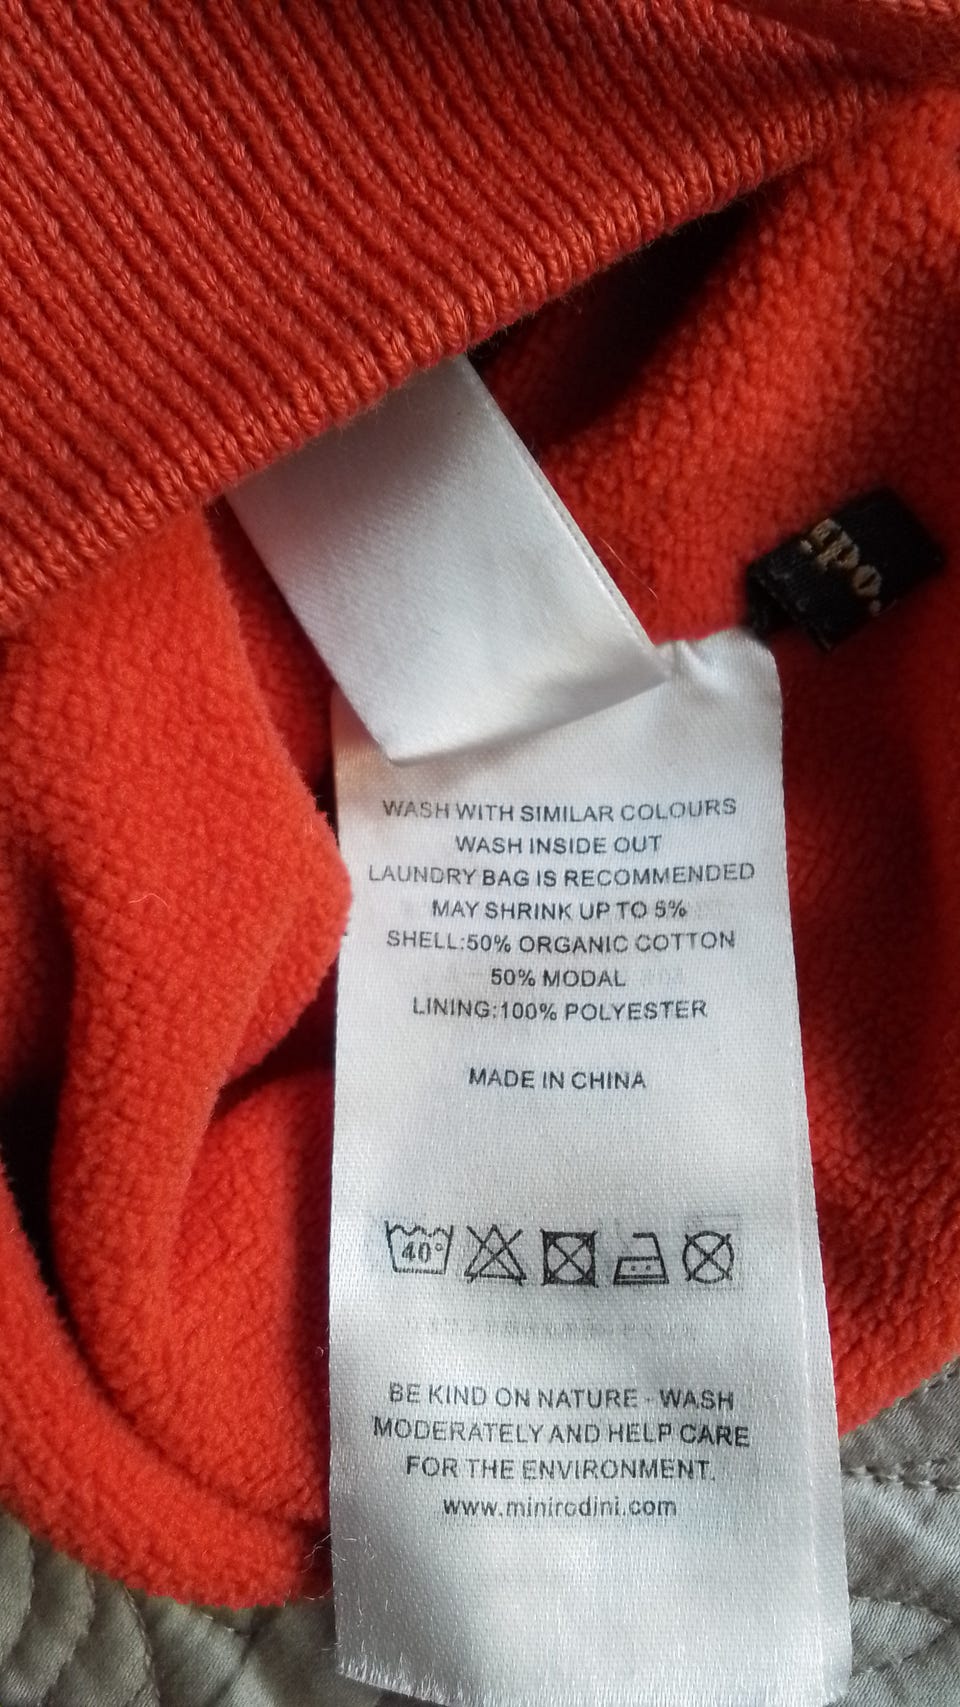 WASH WITH SIMILAR COLOURS
WASH INSIDE OUT
LAUNDRY BAG IS RECOMMENDED
MAY SHRINK UP TO 5%
SHELL:50% ORGANIC COTTON
50% MODAL
LINING:100% POLYESTER
MADE IN CHINA
40°
BE KIND ON NATURE - WASH
MODERATELY AND HELP CARE
FOR THE ENVIRONMENT.
www.minirodini.com